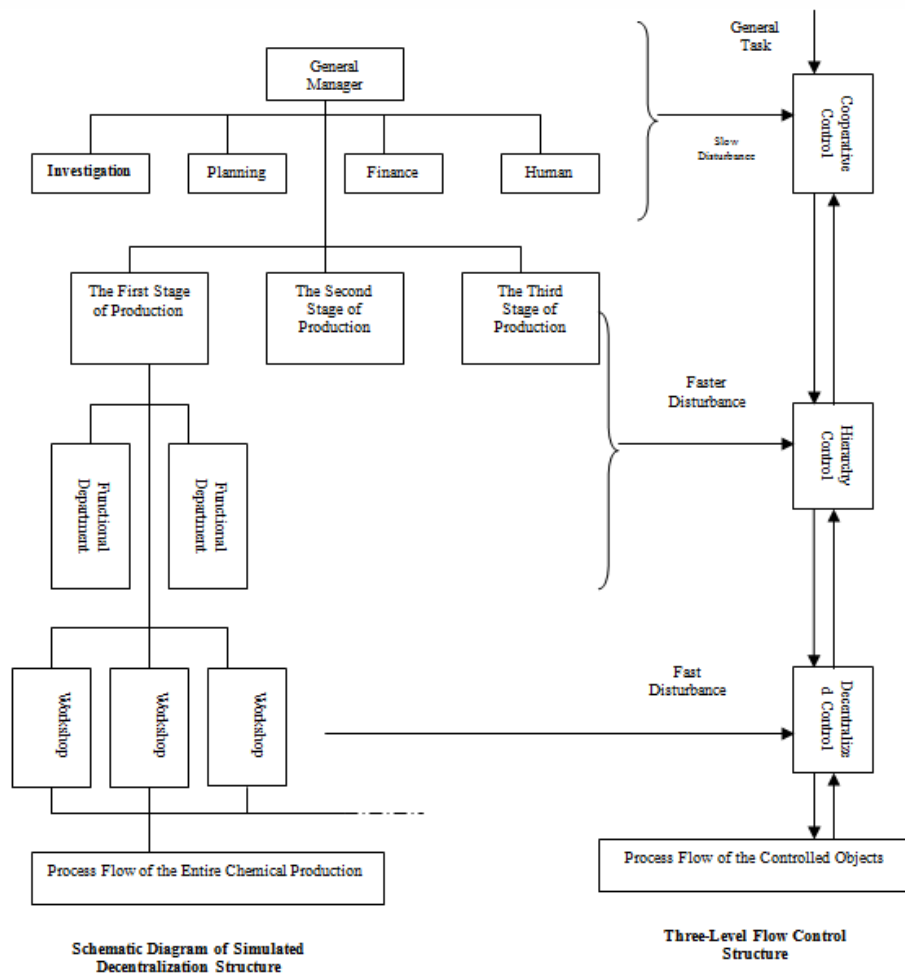 General
Manager
Investigation
Planning
Finance
Human
General
Task
Slow
Disturbance
Cooperative
Control
The First Stage
of Production
The Second
Stage of
Production
The Third
Stage of
Production
Faster
Disturbance
Hierarchy
Control
Functional
Department
Functional
Department
Workshop
Workshop
Workshop
Fast
Disturbance
Decentralize
d Control
Process Flow of the Entire Chemical Production
Process Flow of the Controlled Objects
Schematic Diagram of Simulated
Decentralization Structure
Three-Level Flow Control
Structure